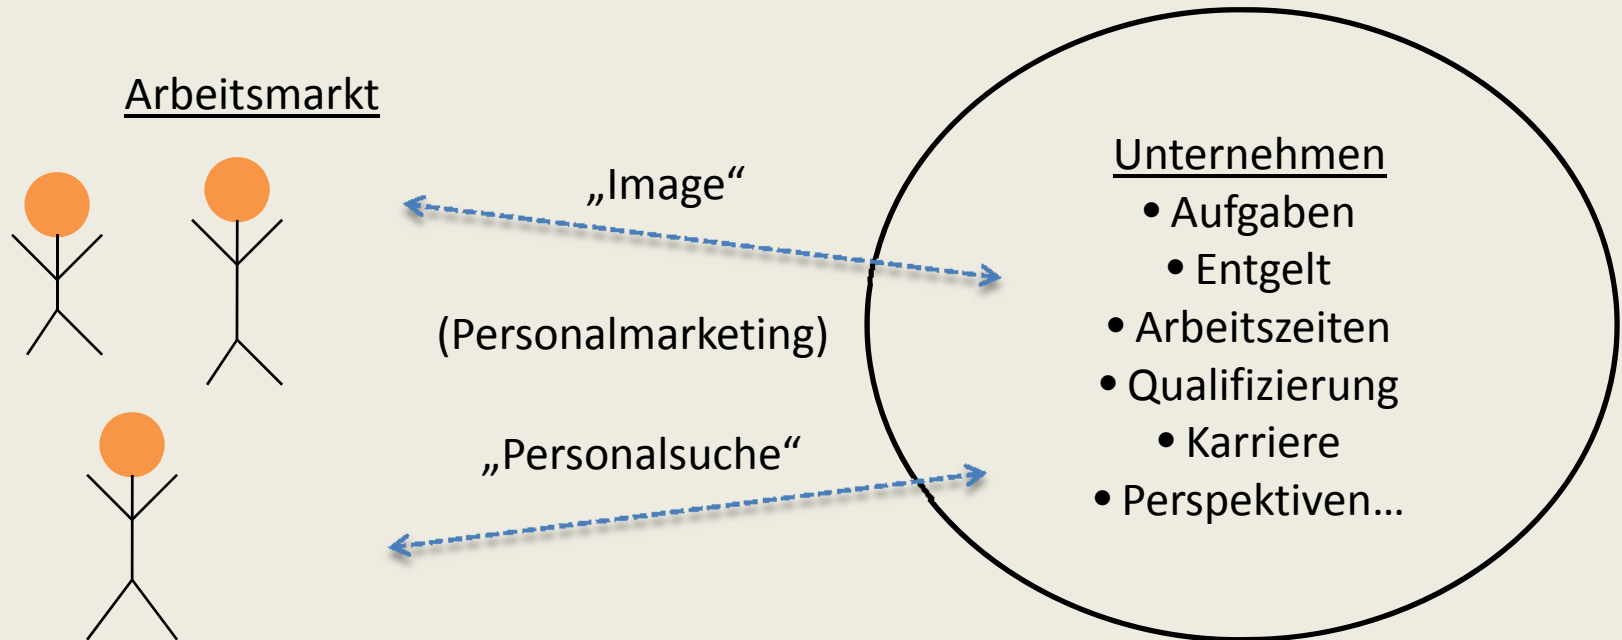 Arbeitsmarkt
„Image“
(Personalmarketing)
„Personalsuche“
Unternehmen
• Aufgaben
• Entgelt
• Arbeitszeiten
• Qualifizierung
• Karriere
• Perspektiven…